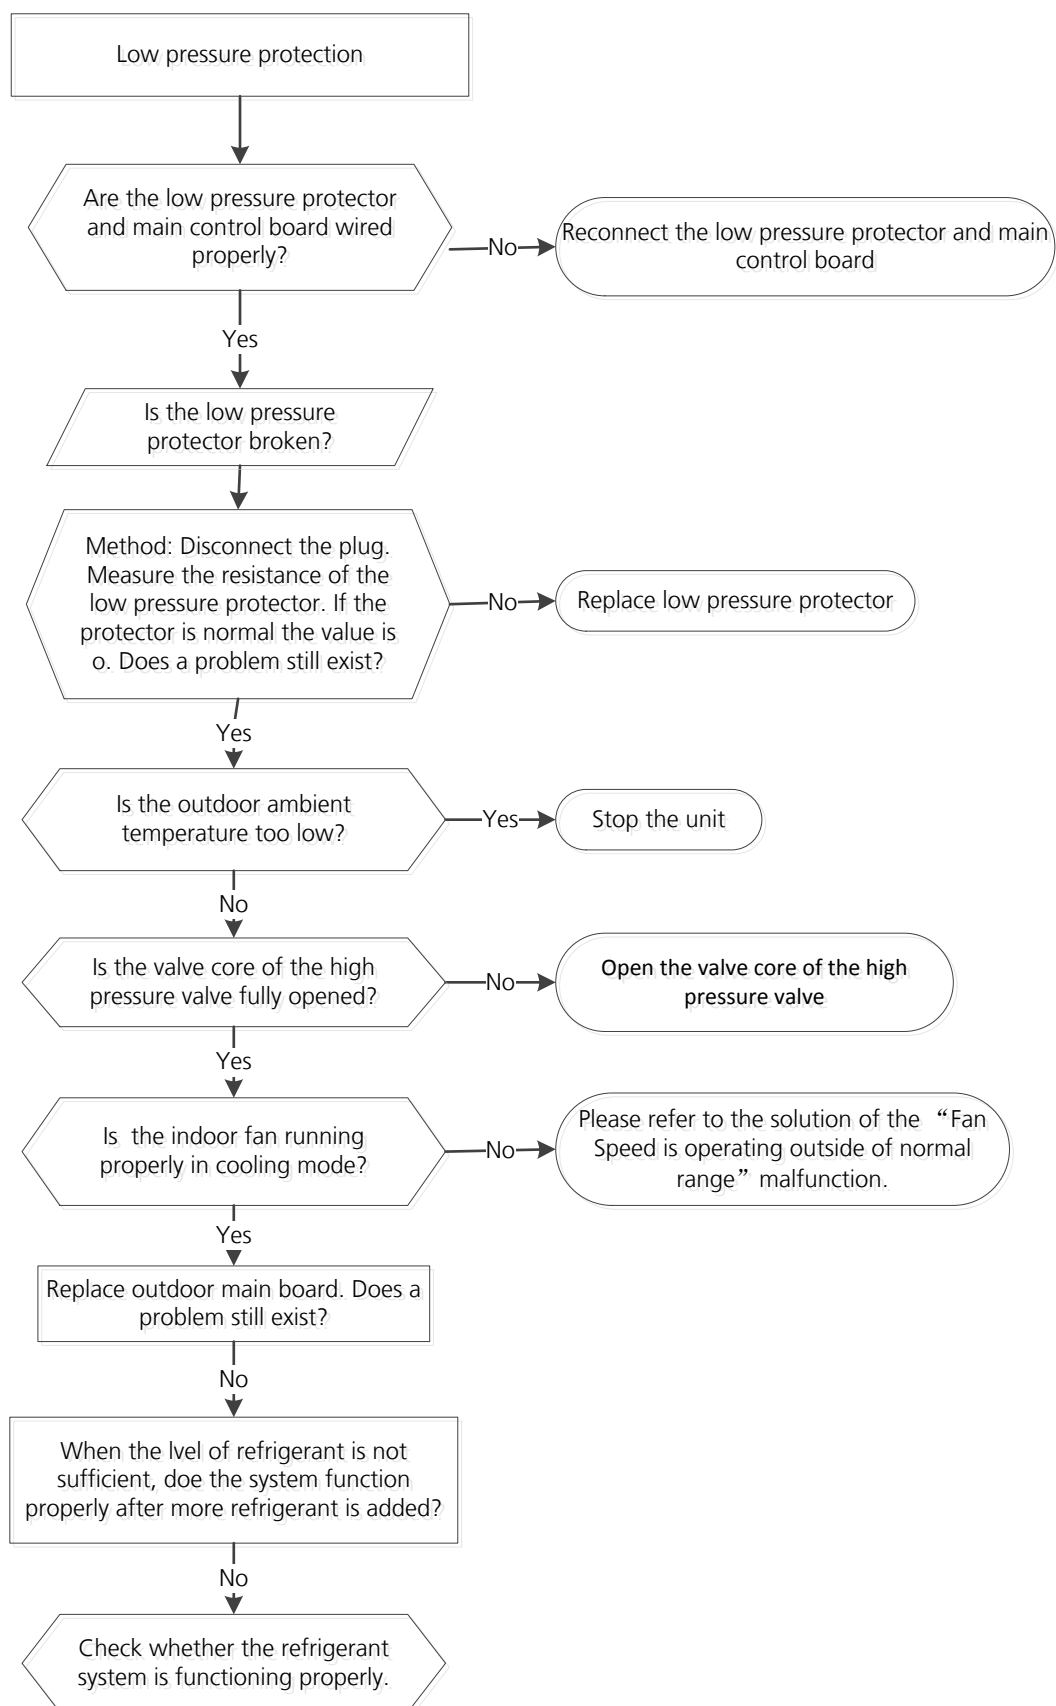 Low pressure protection
Are the low pressure protector
and main control board wired
properly?
No
Reconnect the low pressure protector and main
control board
Yes
Is the low pressure
protector broken?
Method: Disconnect the plug.
Measure the resistance of the
low pressure protector. If the
protector is normal the value is
o. Does a problem still exist?
No
Replace low pressure protector
Yes
Is the outdoor ambient
temperature too low?
Yes
Stop the unit
No
Is the valve core of the high
pressure valve fully opened?
No
Open the valve core of the high
pressure valve
Yes
Is the indoor fan running
properly in cooling mode?
No
Please refer to the solution of the “Fan
Speed is operating outside of normal
range” malfunction.
Yes
Replace outdoor main board. Does a
problem still exist?
No
When the lvel of refrigerant is not
sufficient, doe the system function
properly after more refrigerant is added?
No
Check whether the refrigerant
system is functioning properly.